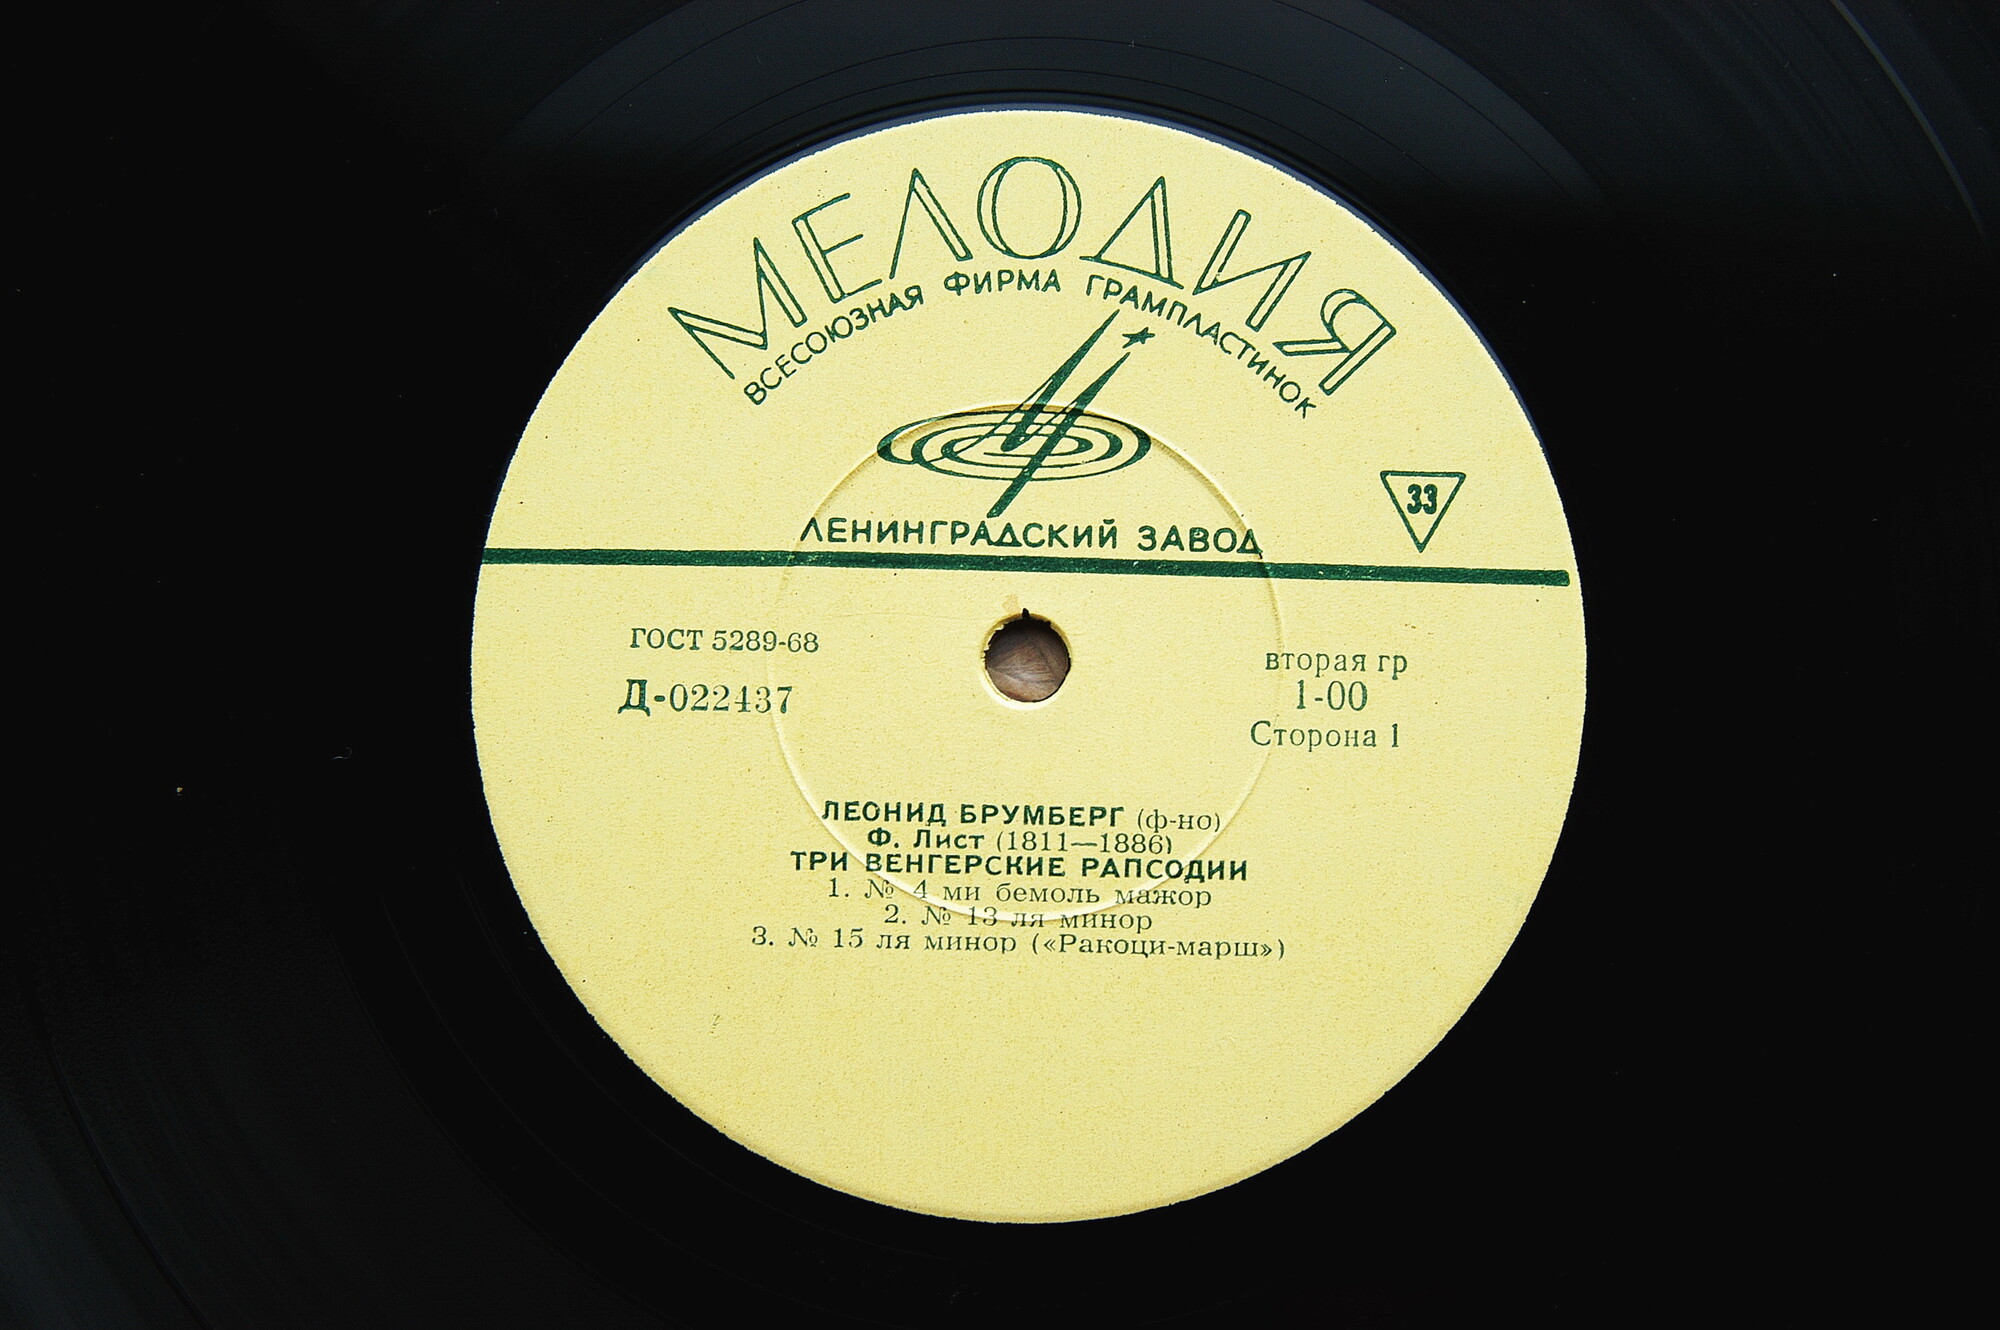 МЕЛОДИЯ
ВСЕСОЮЗНАЯ ФИРМА ГРАМПЛАСТИНОК
33
ЛЕНИНГРАДСКИЙ ЗАВОД
ГОСТ 5289-68
Д-022437
вторая гр
1-00
Сторона 1
ЛЕОНИД БРУМБЕРГ (ф-но)
Ф. Лист (1811—1886)
ТРИ ВЕНГЕРСКИЕ РАПСОДИИ
1. № 4 ми бемоль мажор
2. № 13 ля минор
3. № 15 ля минор («Ракоци-марш»)